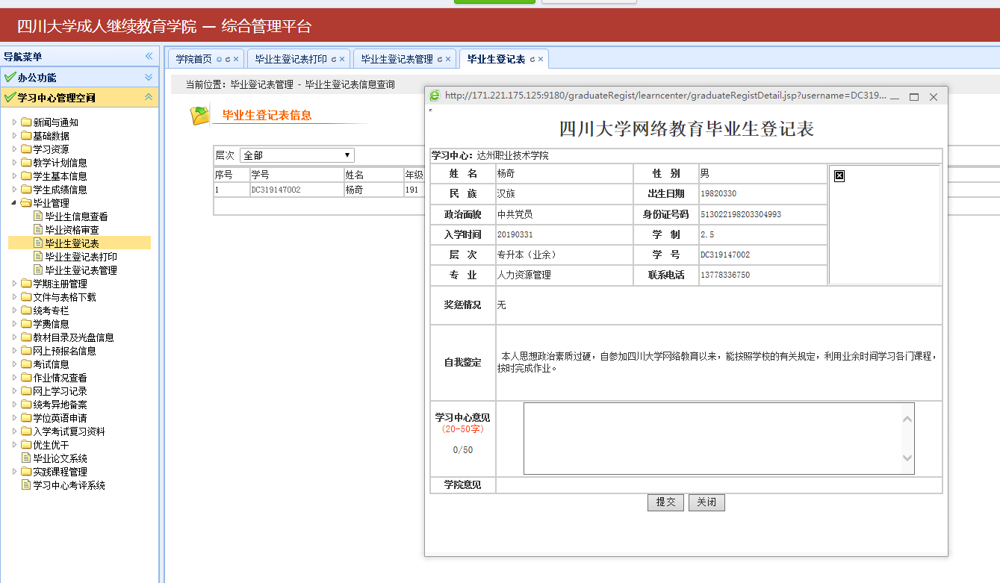 四川大学成人继续教育学院 — 综合管理平台
导航菜单
办公功能
学习中心管理空间
新闻与通知
基础数据
学习资源
教学计划信息
学生基本信息
学生成绩信息
毕业管理
毕业生信息查看
毕业资格审查
毕业生登记表
毕业生登记表打印
毕业生登记表管理
学期注册管理
文件与表格下载
统考专栏
学费信息
教材目录及光盘信息
网上预报名信息
考试信息
作业情况查看
网上学习记录
统考异地备案
学位英语申请
入学考试复习资料
优生优干
毕业论文系统
实践课程管理
学习中心考评系统
学院首页 毕业生登记表打印 毕业生登记表管理 毕业生登记表
当前位置：毕业登记表管理 - 毕业生登记表信息查询
毕业生登记表信息
层次 全部
序号 学号 姓名 年级
1 DC319147002 杨奇 191
http://171.221.175.125:9180/graduateRegist/learncenter/graduateRegistDetail.jsp?username=DC319...
四川大学网络教育毕业生登记表
学习中心：达州职业技术学院
姓 名 杨奇 性 别 男
民 族 汉族 出生日期 19820330
政治面貌 中共党员 身份证号码 513022198203304993
入学时间 20190331 学 制 2.5
层 次 专升本（业余） 学 号 DC319147002
专 业 人力资源管理 联系电话 13778336750
奖惩情况 无
自我鉴定
本人思想政治素质过硬，自参加四川大学网络教育以来，能按照学校的有关规定，利用业余时间学习各门课程，
按时完成作业。
学习中心意见
（20-50字）
0/50
学院意见
提交 关闭